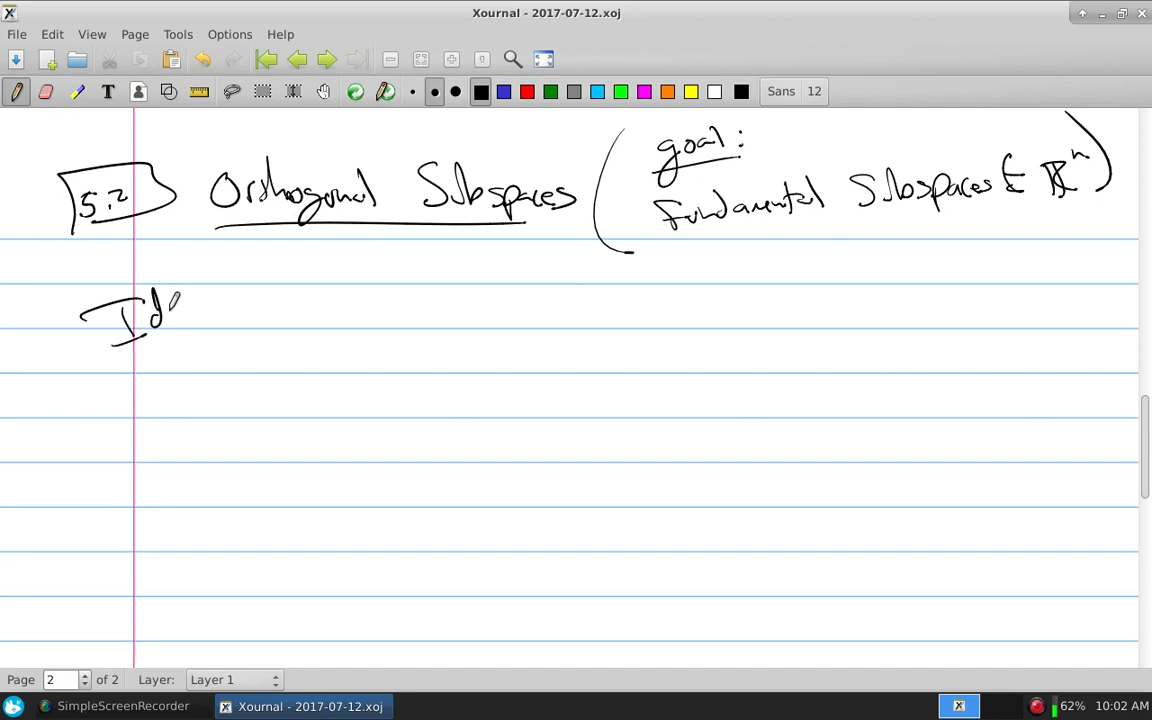 Xournal - 2017-07-12.xoj
File Edit View Page Tools Options Help
Sans 12
goal:
5.2 Orthogonal Subspaces
Fundamental Subspaces ℝⁿ
Id
Page 2 of 2 Layer: Layer 1
SimpleScreenRecorder Xournal - 2017-07-12.xoj 62% 10:02 AM